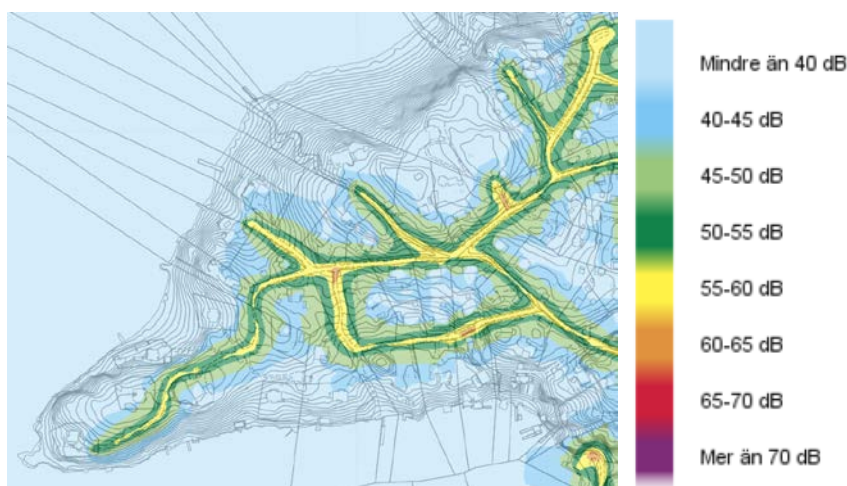 Mindre än 40 dB
40-45 dB
45-50 dB
50-55 dB
55-60 dB
60-65 dB
65-70 dB
Mer än 70 dB